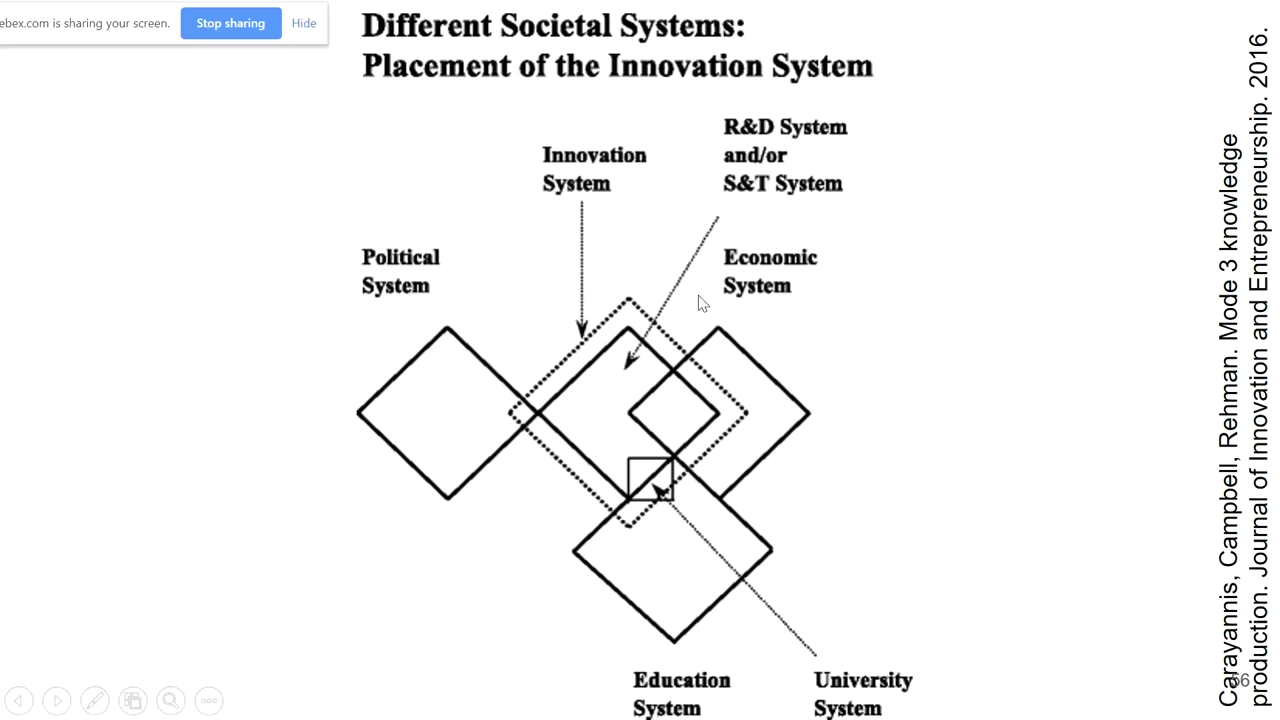 ebex.com is sharing your screen.
Stop sharing
Hide
Different Societal Systems:
Placement of the Innovation System
R&D System
and/or
S&T System
Innovation
System
Political
System
Economic
System
Education
System
University
System
Carayannis, Campbell, Rehman. Mode 3 knowledge
production. Journal of Innovation and Entrepreneurship. 2016.